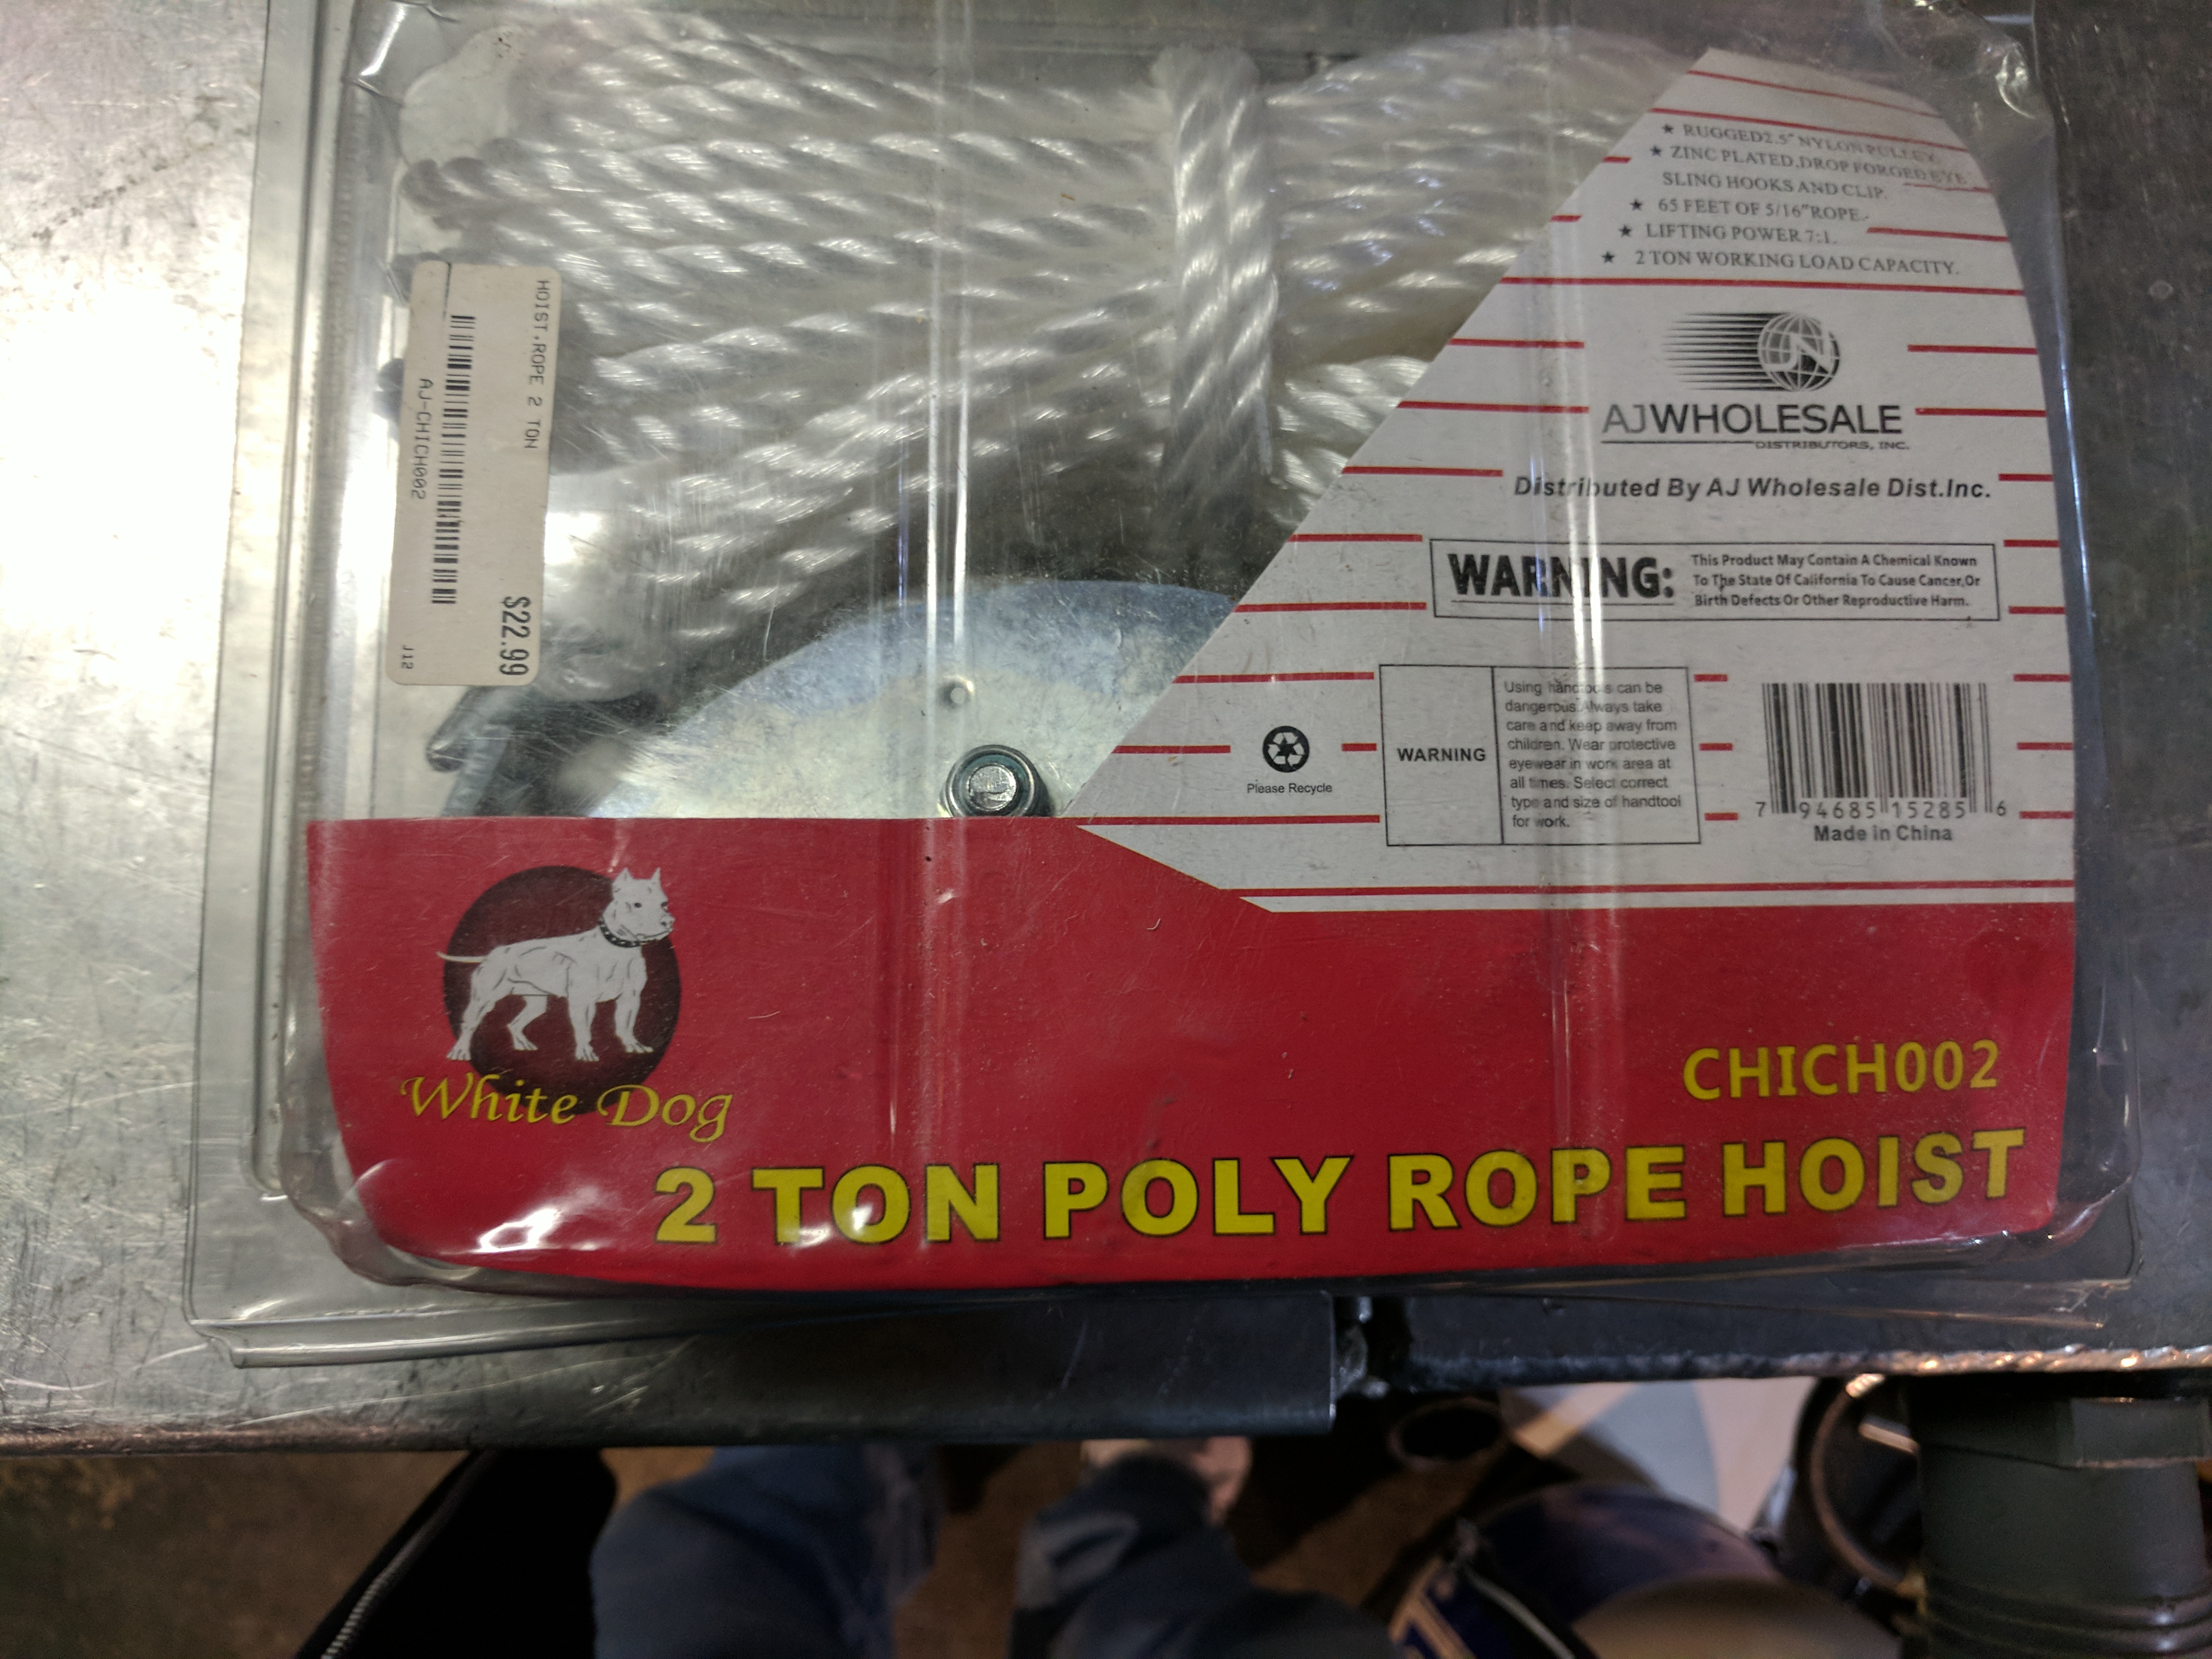 ★ RUGGED2.5" NYLON PULLEY.
★ ZINC PLATED,DROP FORGED EYE
SLING HOOKS AND CLIP.
★ 65 FEET OF 5/16"ROPE.
★ LIFTING POWER 7:1.
★ 2 TON WORKING LOAD CAPACITY.
AJWHOLESALE
DISTRIBUTORS, INC.
Distributed By AJ Wholesale Dist.Inc.
WARNING:
This Product May Contain A Chemical Known
To The State Of California To Cause Cancer,Or
Birth Defects Or Other Reproductive Harm.
Please Recycle
WARNING
Using handtools can be
dangerous.Always take
care and keep away from
children. Wear protective
eyewear in work area at
all times. Select correct
type and size of handtool
for work.
7 94685 15285 6
Made in China
HOIST,ROPE 2 TON
AJ-CHICH002
$22.99
J12
White Dog
CHICH002
2 TON POLY ROPE HOIST